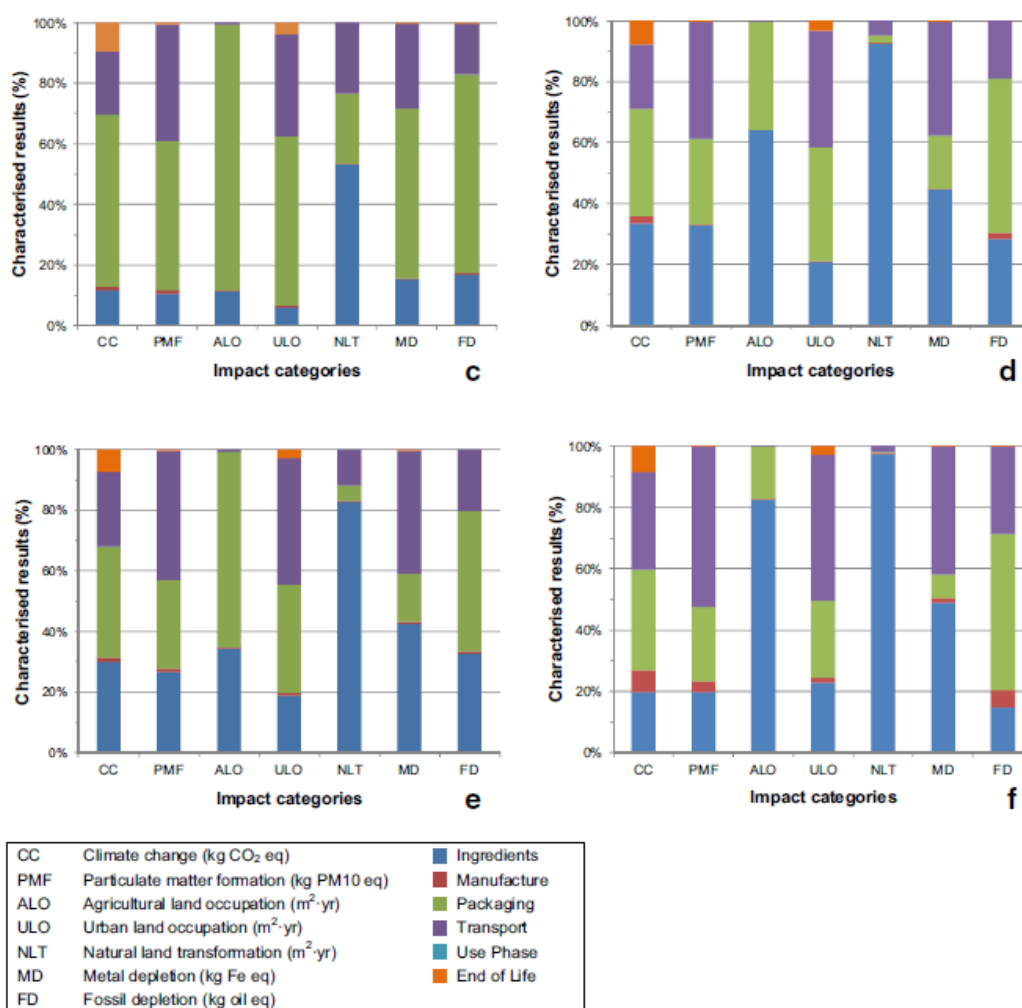 100%
80%
60%
40%
20%
0%
Characterised results (%)
CC PMF ALO ULO NLT MD FD
Impact categories
c
100%
80%
60%
40%
20%
0%
Characterised results (%)
CC PMF ALO ULO NLT MD FD
Impact categories
d
100%
80%
60%
40%
20%
0%
Characterised results (%)
CC PMF ALO ULO NLT MD FD
Impact categories
e
100%
80%
60%
40%
20%
0%
Characterised results (%)
CC PMF ALO ULO NLT MD FD
Impact categories
f
CC Climate change (kg CO₂ eq) Ingredients
PMF Particulate matter formation (kg PM10 eq) Manufacture
ALO Agricultural land occupation (m²·yr) Packaging
ULO Urban land occupation (m²·yr) Transport
NLT Natural land transformation (m²·yr) Use Phase
MD Metal depletion (kg Fe eq) End of Life
FD Fossil depletion (kg oil eq)